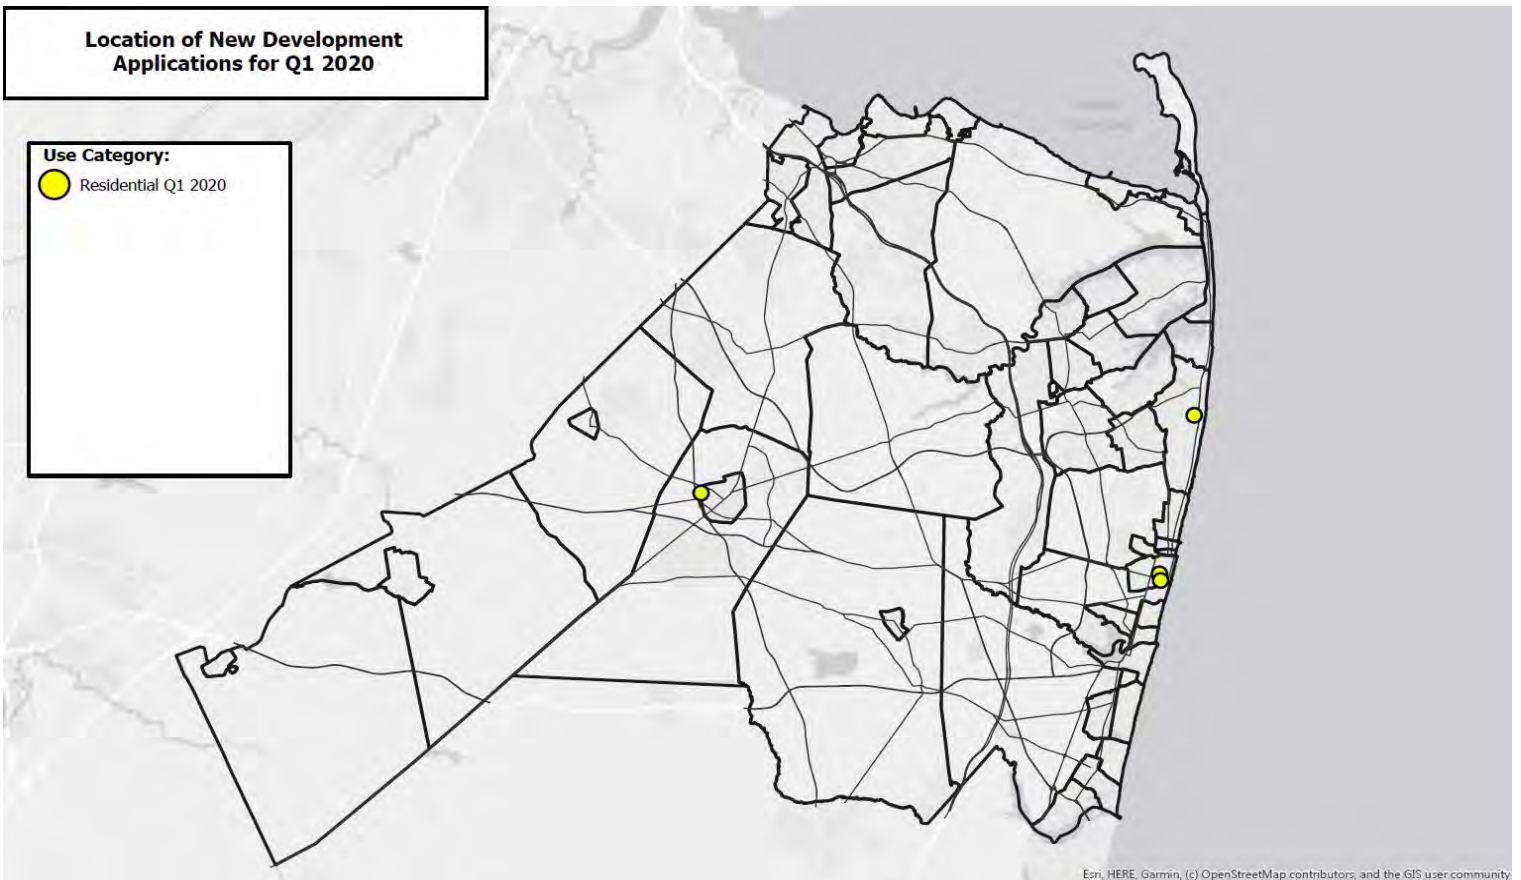 Location of New Development
Applications for Q1 2020
Use Category:
Residential Q1 2020
Esri, HERE, Garmin, (c) OpenStreetMap contributors, and the GIS user community